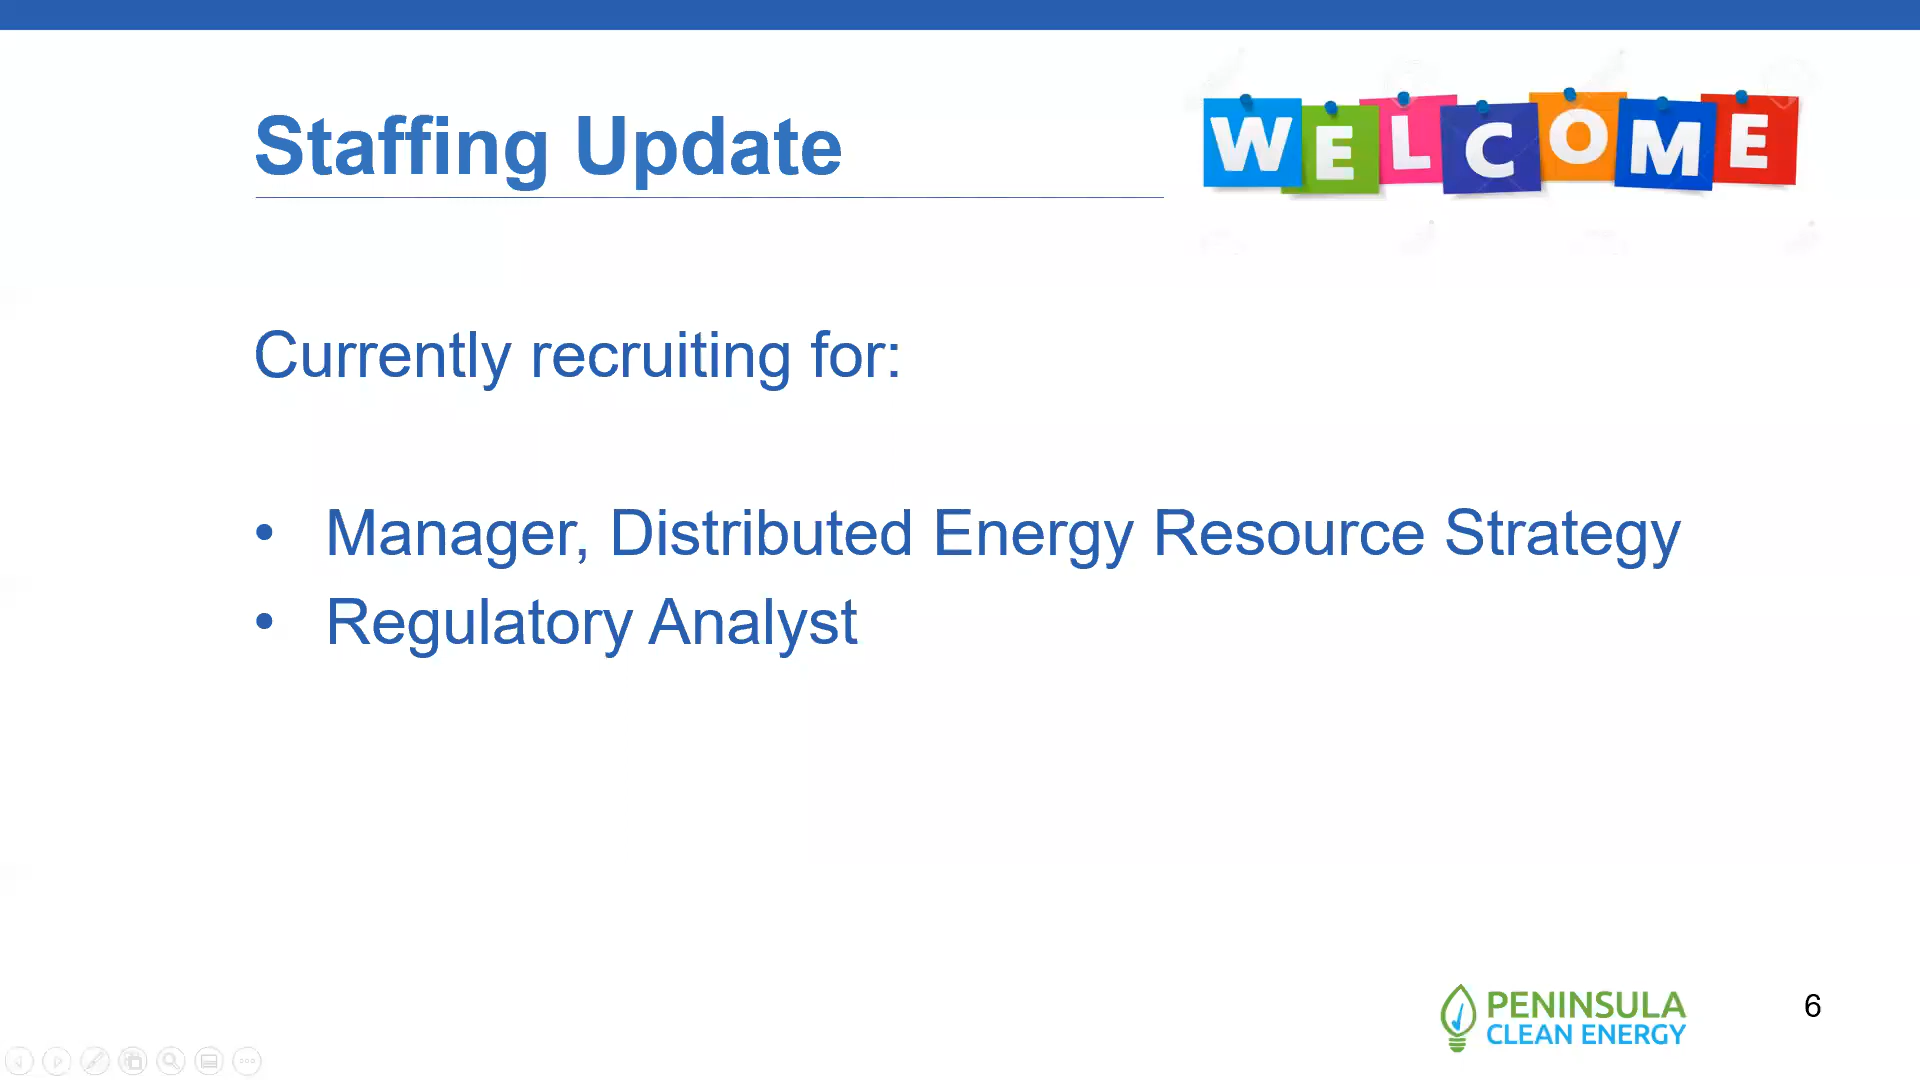 Staffing Update
WELCOME
Currently recruiting for:
• Manager, Distributed Energy Resource Strategy
• Regulatory Analyst
PENINSULA
CLEAN ENERGY
6